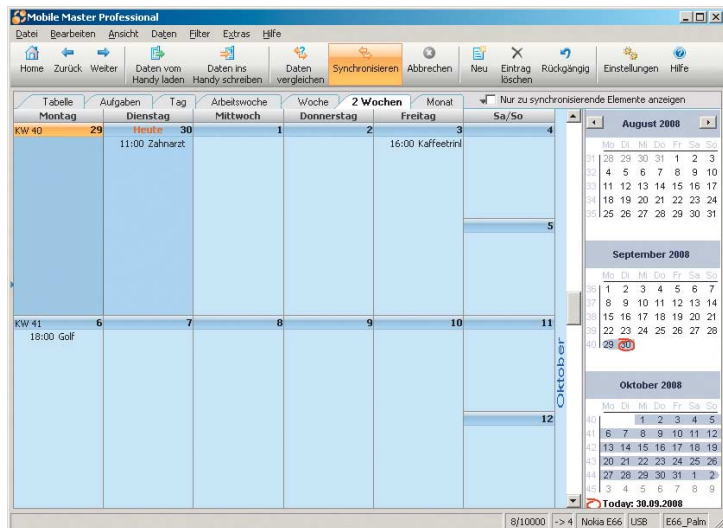 Mobile Master Professional
Datei Bearbeiten Ansicht Daten Filter Extras Hilfe
Home Zurück Weiter Daten vom Handy laden Daten ins Handy schreiben Daten vergleichen Synchronisieren Abbrechen Neu Eintrag löschen Rückgängig Einstellungen Hilfe
Tabelle Aufgaben Tag Arbeitswoche Woche 2 Wochen Monat Nur zu synchronisierende Elemente anzeigen
Montag Dienstag Mittwoch Donnerstag Freitag Sa/So
KW 40 29 Heute 30 1 2 3 4
11:00 Zahnarzt 16:00 Kaffeetrinl
5
KW 41 6 7 8 9 10 11
18:00 Golf
12
Oktober
August 2008
Mo Di Mi Do Fr Sa So
31 28 29 30 31 1 2 3
32 4 5 6 7 8 9 10
33 11 12 13 14 15 16 17
34 18 19 20 21 22 23 24
35 25 26 27 28 29 30 31
September 2008
Mo Di Mi Do Fr Sa So
36 1 2 3 4 5 6 7
37 8 9 10 11 12 13 14
38 15 16 17 18 19 20 21
39 22 23 24 25 26 27 28
40 29 30
Oktober 2008
Mo Di Mi Do Fr Sa So
40 1 2 3 4 5
41 6 7 8 9 10 11 12
42 13 14 15 16 17 18 19
43 20 21 22 23 24 25 26
44 27 28 29 30 31 1 2
45 3 4 5 6 7 8 9
Today: 30.09.2008
8/10000 -> 4 Nokia E66 USB E66_Palm